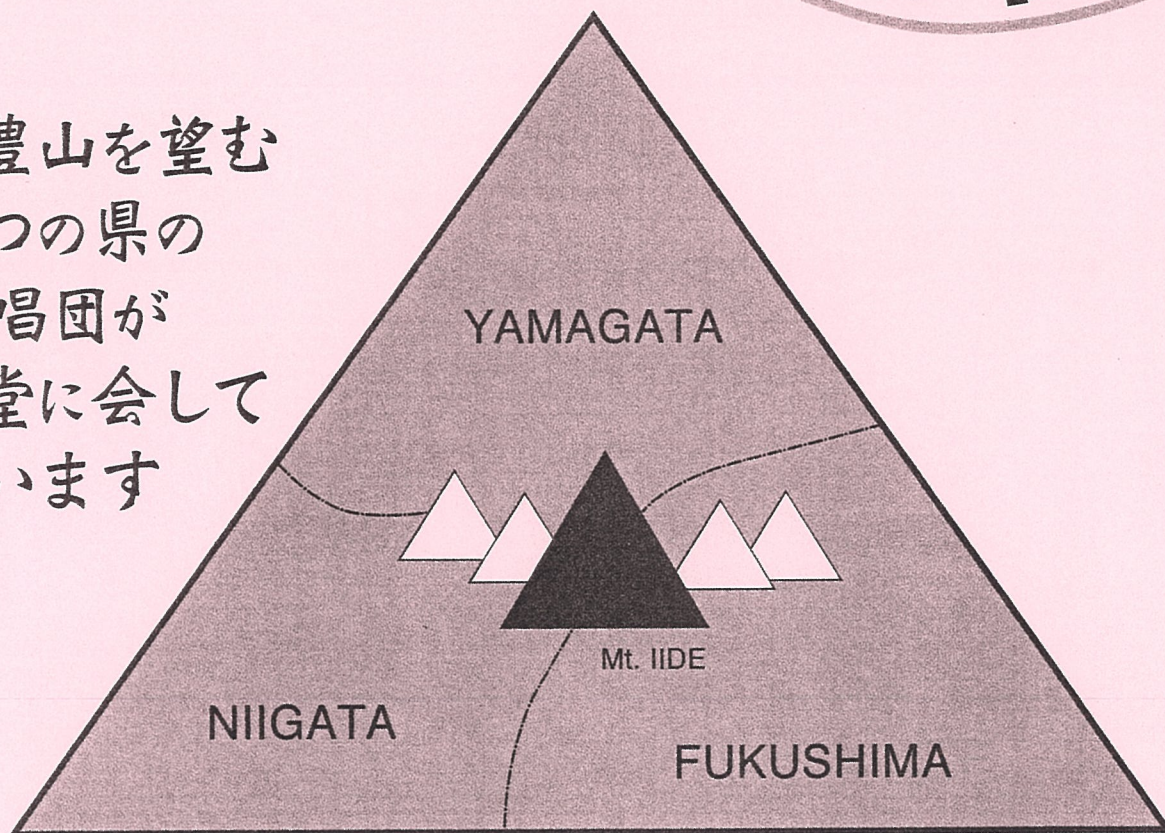 豊山を望む
つの県の
唱団が
堂に会して
います
YAMAGATA
Mt. IIDE
NIIGATA
FUKUSHIMA